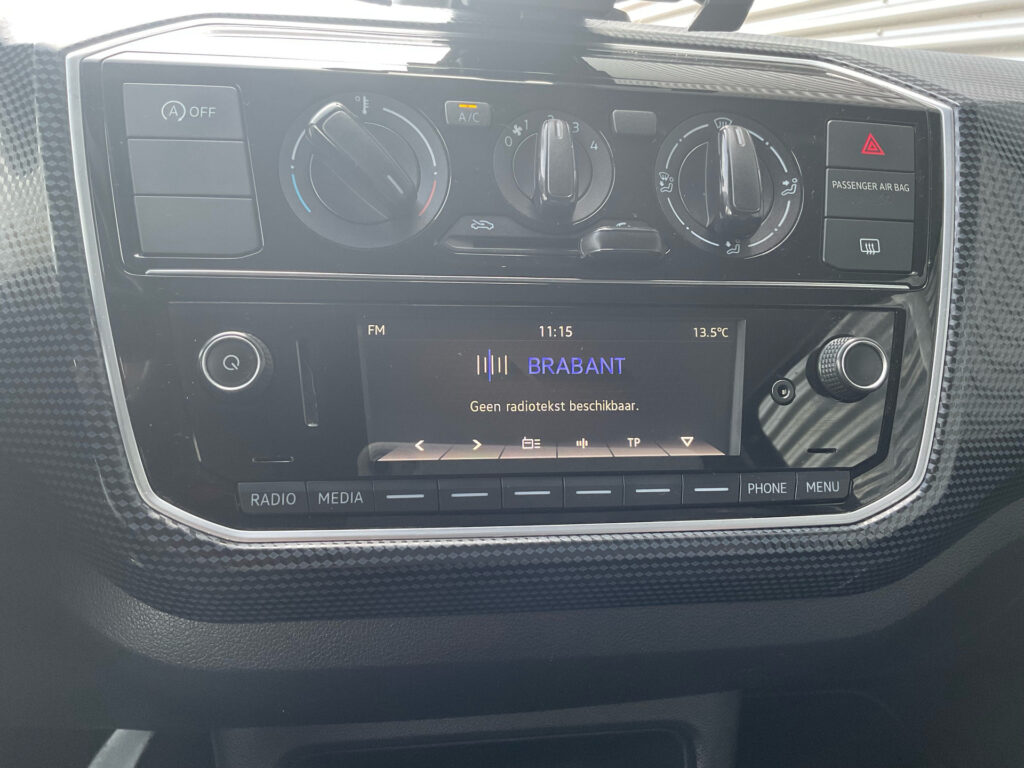 A OFF
A/C
0 1 3 4
PASSENGER AIR BAG
FM 11:15 13.5°C
BRABANT
Geen radiotekst beschikbaar.
TP
RADIO MEDIA PHONE MENU